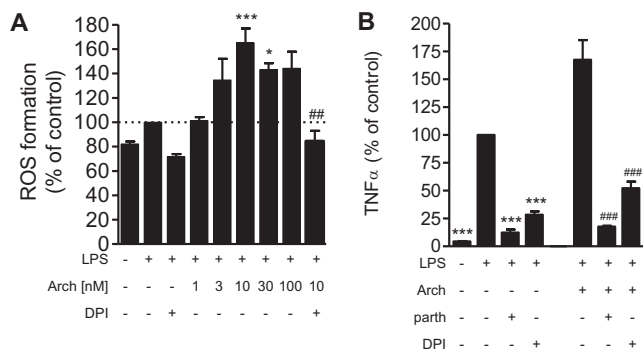 A
ROS formation
(% of control)
180
160
140
120
100
80
60
40
20
0
***
*
##
LPS - + + + + + + + +
Arch [nM] - - - 1 3 10 30 100 10
DPI - - + - - - - - +
B
TNFα (% of control)
200
175
150
125
100
75
50
25
0
***
***
***
###
###
LPS - + + + + + +
Arch - - - - + + +
parth - - + - - + -
DPI - - - + - - +